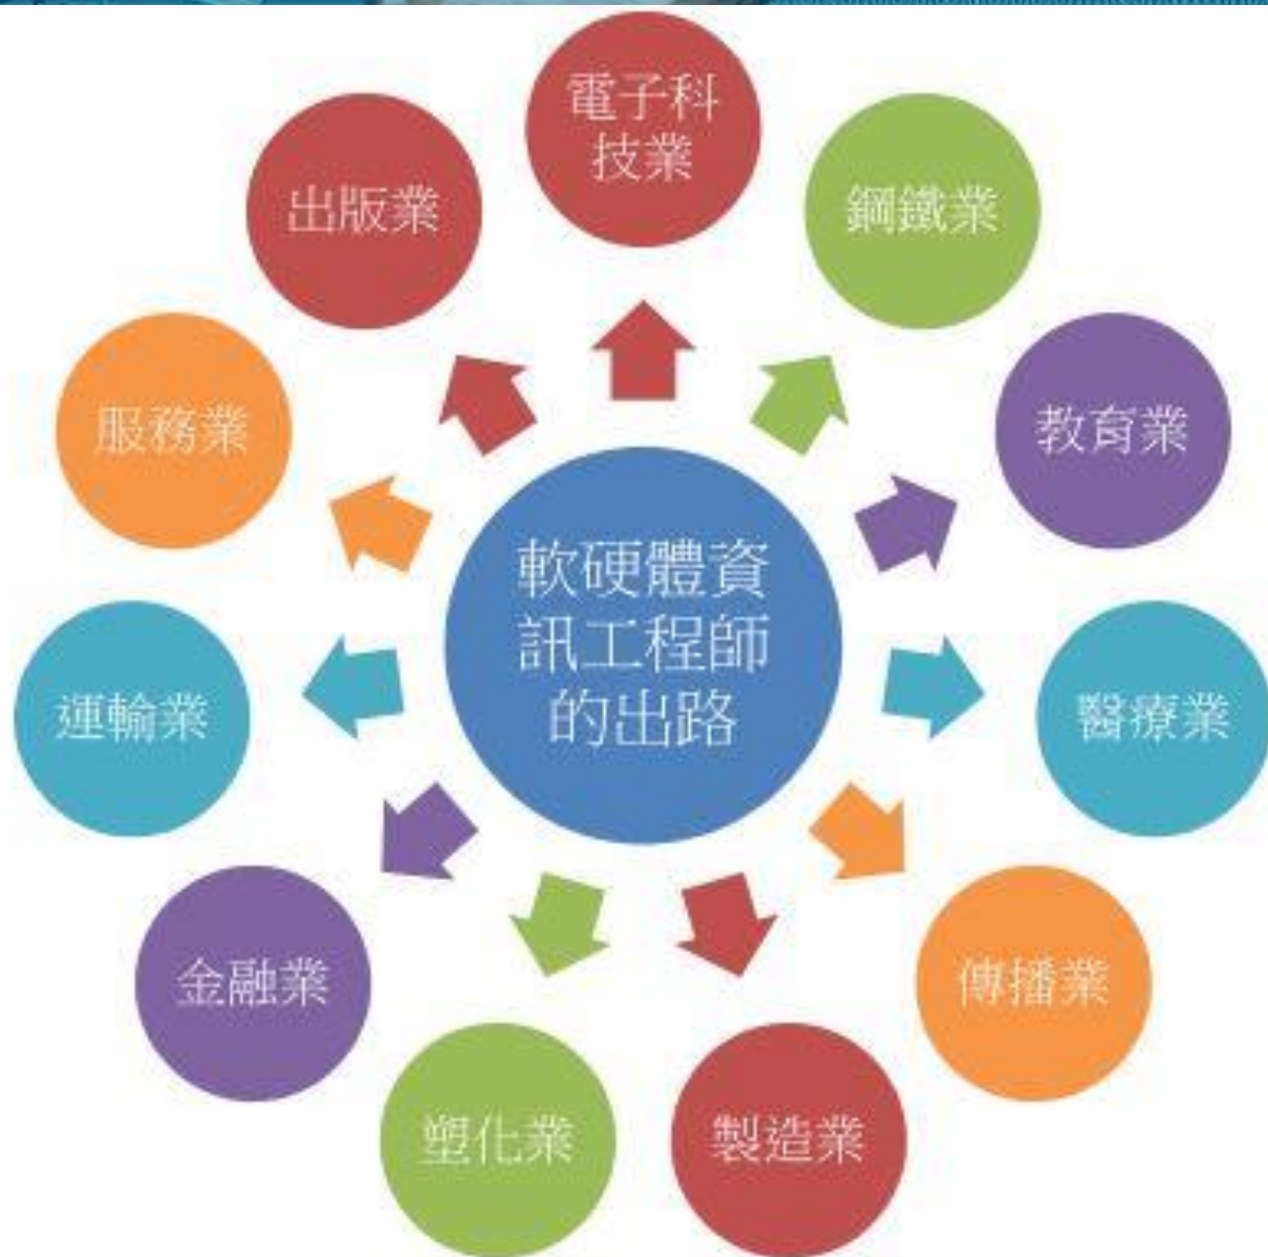 電子科
技業
鋼鐵業
教育業
醫療業
傳播業
製造業
塑化業
金融業
運輸業
服務業
出版業
軟硬體資
訊工程師
的出路